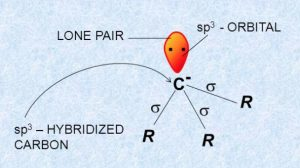 sp³ - ORBITAL
LONE PAIR
C⁻
σ
R
σ
σ
sp³ – HYBRIDIZED
CARBON
R
R